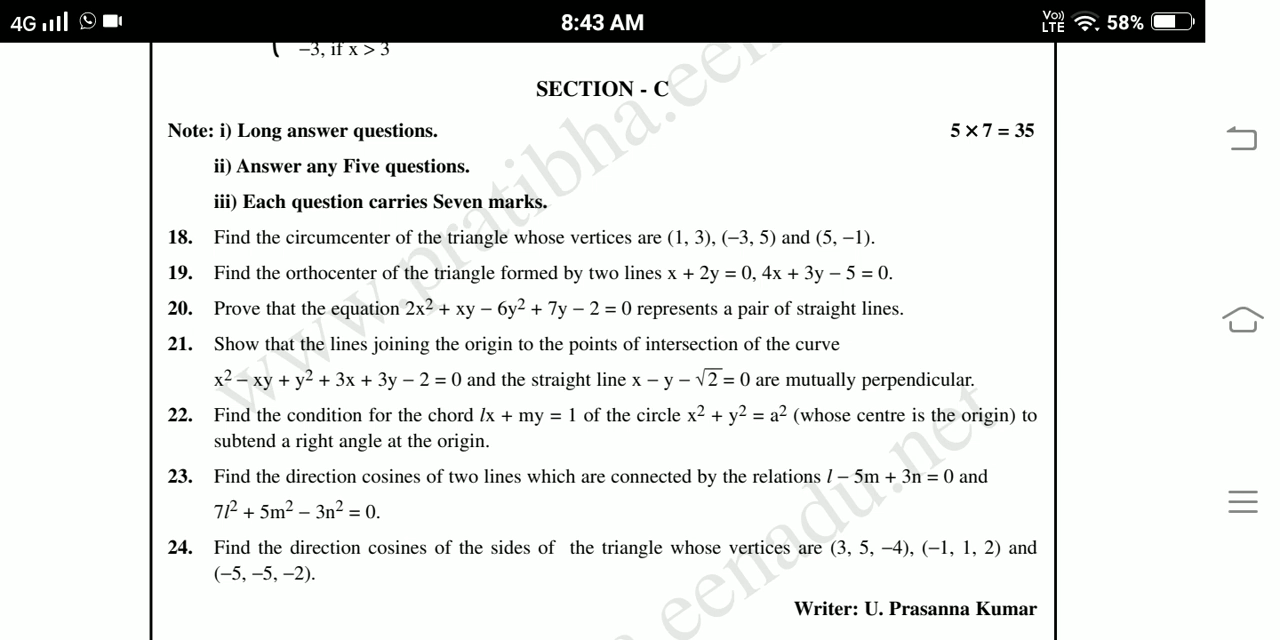 4G 8:43 AM Vo)) LTE 58%
−3, if x > 3
SECTION - C
Note: i) Long answer questions. 5 × 7 = 35
ii) Answer any Five questions.
iii) Each question carries Seven marks.
18. Find the circumcenter of the triangle whose vertices are (1, 3), (−3, 5) and (5, −1).
19. Find the orthocenter of the triangle formed by two lines x + 2y = 0, 4x + 3y − 5 = 0.
20. Prove that the equation 2x² + xy − 6y² + 7y − 2 = 0 represents a pair of straight lines.
21. Show that the lines joining the origin to the points of intersection of the curve
x² − xy + y² + 3x + 3y − 2 = 0 and the straight line x − y − √2 = 0 are mutually perpendicular.
22. Find the condition for the chord lx + my = 1 of the circle x² + y² = a² (whose centre is the origin) to
subtend a right angle at the origin.
23. Find the direction cosines of two lines which are connected by the relations l − 5m + 3n = 0 and
7l² + 5m² − 3n² = 0.
24. Find the direction cosines of the sides of the triangle whose vertices are (3, 5, −4), (−1, 1, 2) and
(−5, −5, −2).
Writer: U. Prasanna Kumar
www.pratibha.eenadu.net